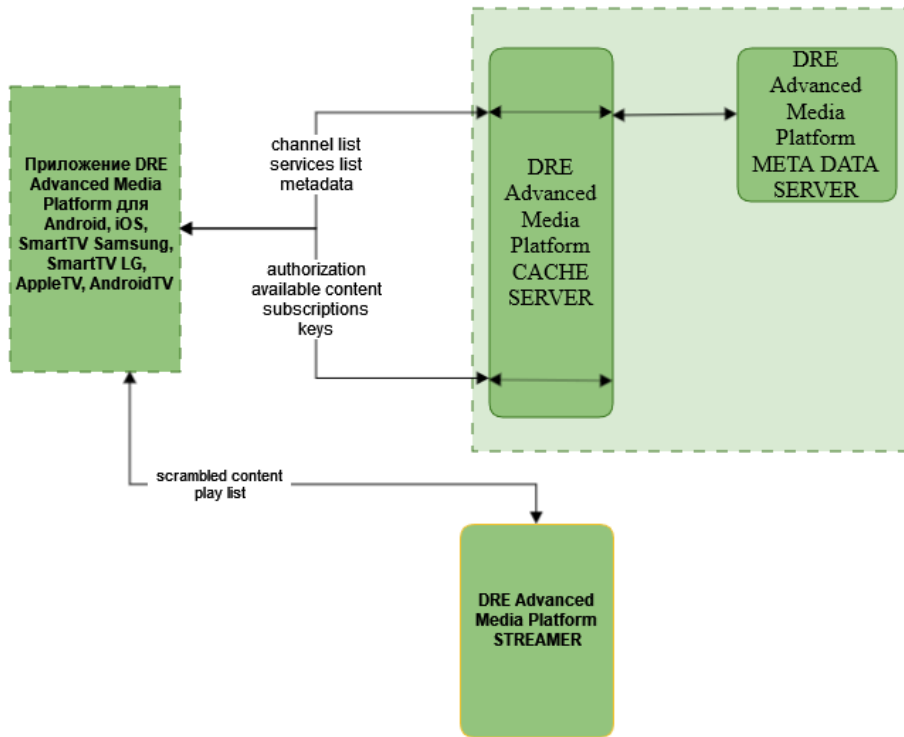 Приложение DRE
Advanced Media
Platform для
Android, iOS,
SmartTV Samsung,
SmartTV LG,
AppleTV, AndroidTV
channel list
services list
metadata
authorization
available content
subscriptions
keys
DRE
Advanced
Media
Platform
CACHE
SERVER
DRE
Advanced
Media
Platform
META DATA
SERVER
scrambled content
play list
DRE Advanced
Media Platform
STREAMER